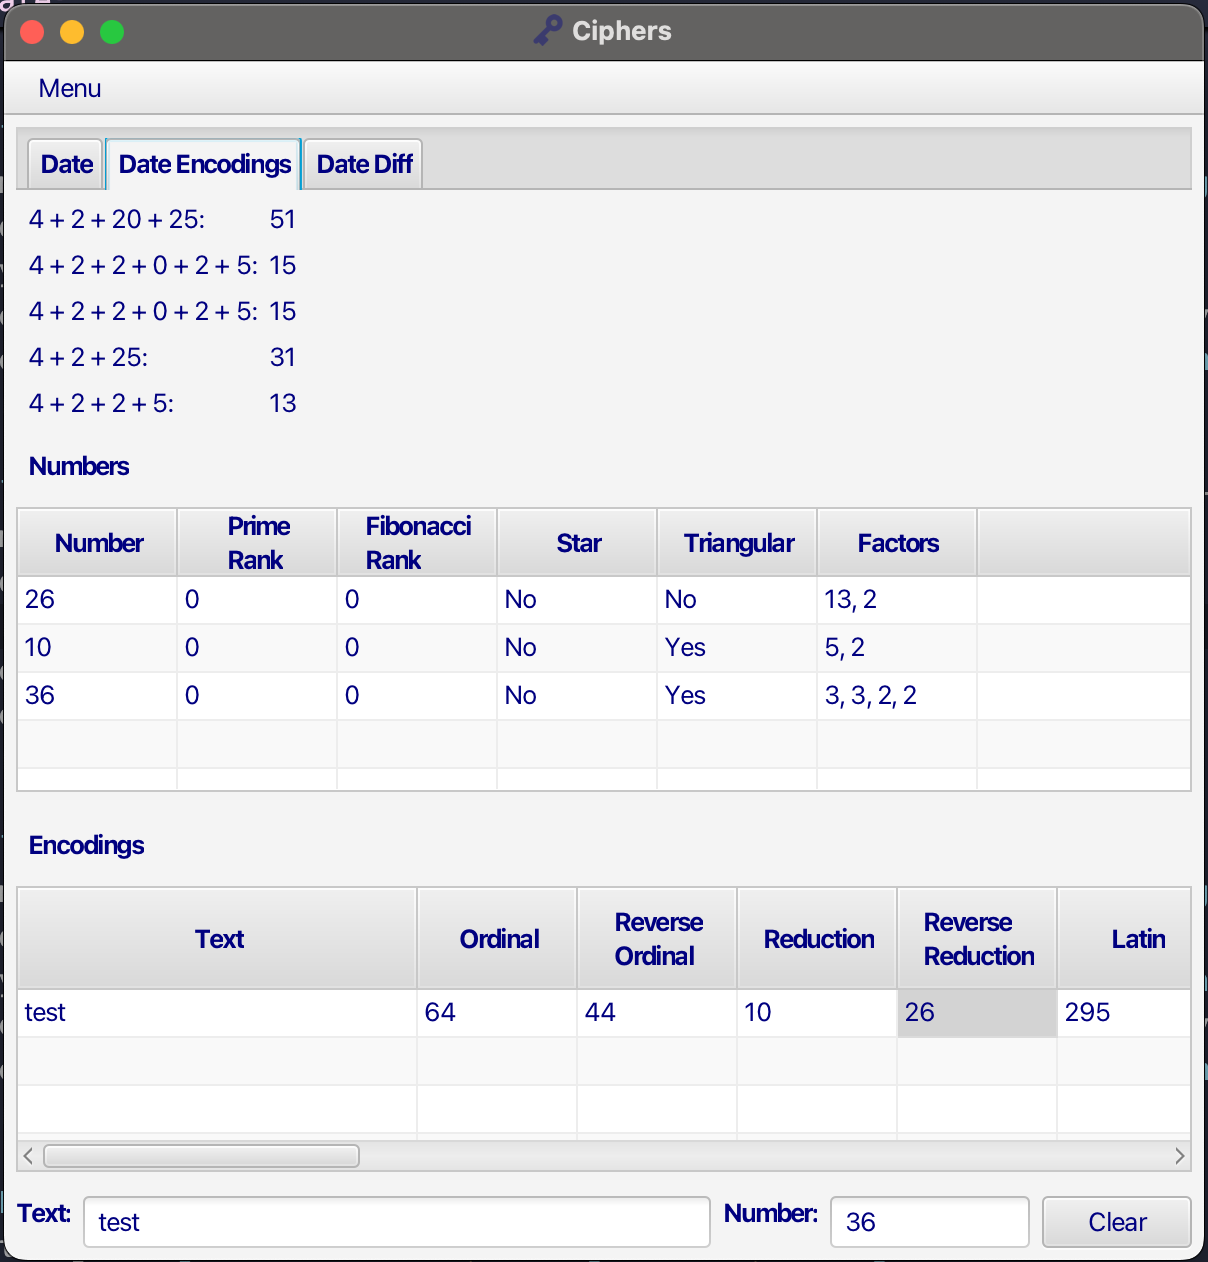 Ciphers
Menu
Date Date Encodings Date Diff
4 + 2 + 20 + 25: 51
4 + 2 + 2 + 0 + 2 + 5: 15
4 + 2 + 2 + 0 + 2 + 5: 15
4 + 2 + 25: 31
4 + 2 + 2 + 5: 13
Numbers
Number Prime Rank Fibonacci Rank Star Triangular Factors
26 0 0 No No 13, 2
10 0 0 No Yes 5, 2
36 0 0 No Yes 3, 3, 2, 2
Encodings
Text Ordinal Reverse Ordinal Reduction Reverse Reduction Latin
test 64 44 10 26 295
Text: test Number: 36 Clear